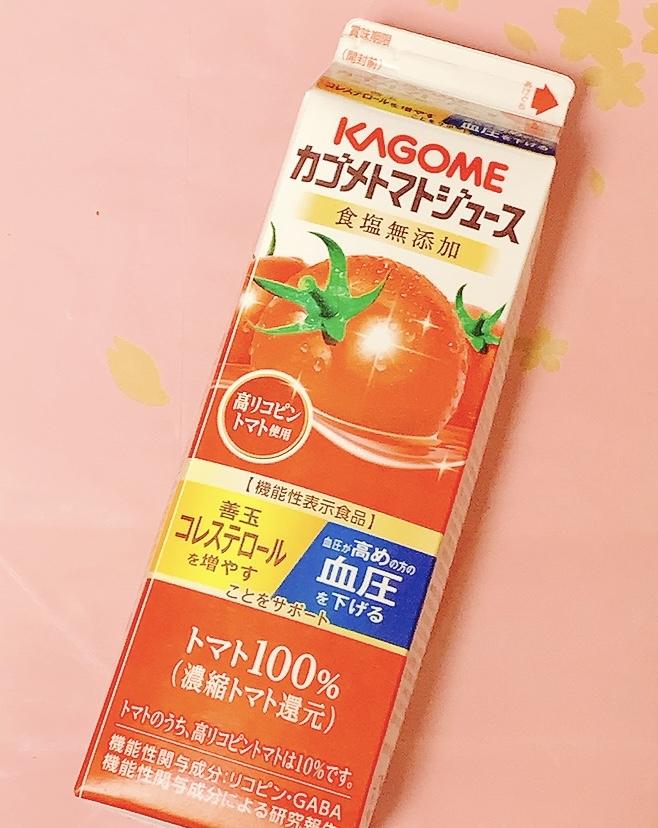 賞味期限
(開封前)
あけぐち
コレステロールを増やす
血圧を下げる
KAGOME
カゴメトマトジュース
食塩無添加
高リコピン
トマト使用
【機能性表示食品】
善玉
コレステロール
を増やす
血圧が高めの方の
血圧
を下げる
ことをサポート
トマト100%
(濃縮トマト還元)
トマトのうち、高リコピントマトは10%です。
機能性関与成分:リコピン・GABA
機能性関与成分による研究報告